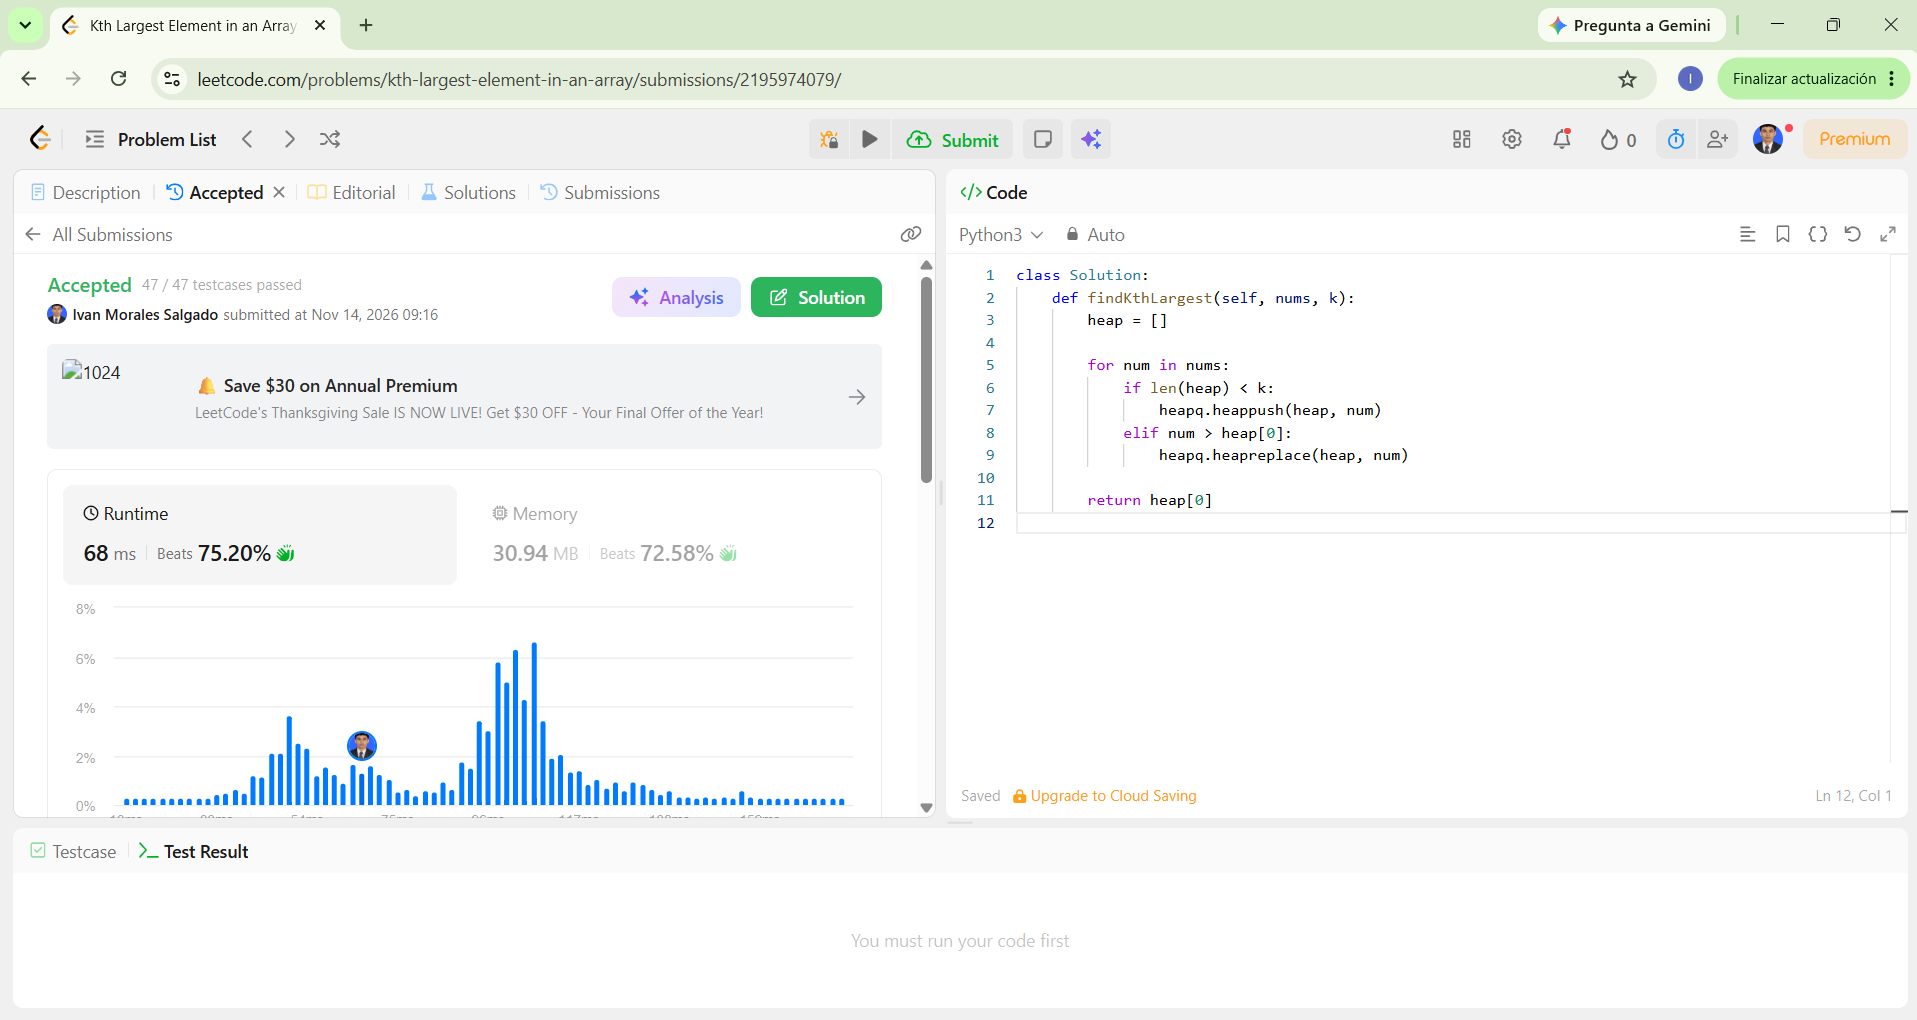 Kth Largest Element in an Array
Pregunta a Gemini
leetcode.com/problems/kth-largest-element-in-an-array/submissions/2195974079/
I
Finalizar actualización
Problem List
Submit
0
Premium
Description
Accepted
Editorial
Solutions
Submissions
All Submissions
Accepted 47 / 47 testcases passed
Ivan Morales Salgado submitted at Nov 14, 2026 09:16
Analysis
Solution
1024
Save $30 on Annual Premium
LeetCode's Thanksgiving Sale IS NOW LIVE! Get $30 OFF - Your Final Offer of the Year!
Runtime
68 ms Beats 75.20%
Memory
30.94 MB Beats 72.58%
8%
6%
4%
2%
0%
</> Code
Python3
Auto
1 class Solution:
2 def findKthLargest(self, nums, k):
3 heap = []
4
5 for num in nums:
6 if len(heap) < k:
7 heapq.heappush(heap, num)
8 elif num > heap[0]:
9 heapq.heapreplace(heap, num)
10
11 return heap[0]
12
Saved
Upgrade to Cloud Saving
Ln 12, Col 1
Testcase
Test Result
You must run your code first